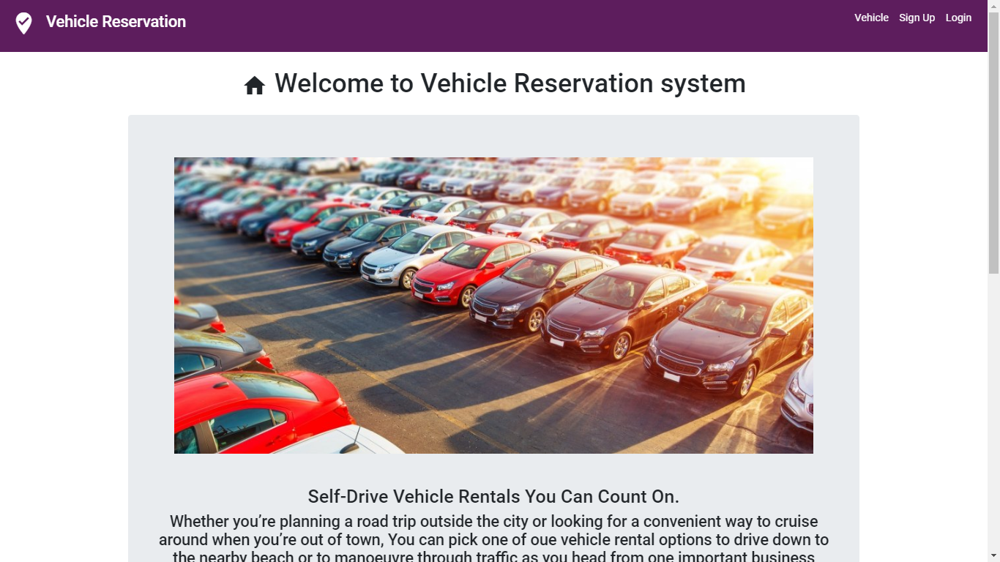 Vehicle Reservation
Vehicle Sign Up Login
Welcome to Vehicle Reservation system
Self-Drive Vehicle Rentals You Can Count On.
Whether you’re planning a road trip outside the city or looking for a convenient way to cruise
around when you’re out of town, You can pick one of oue vehicle rental options to drive down to
the nearby beach or to manoeuvre through traffic as you head from one important business